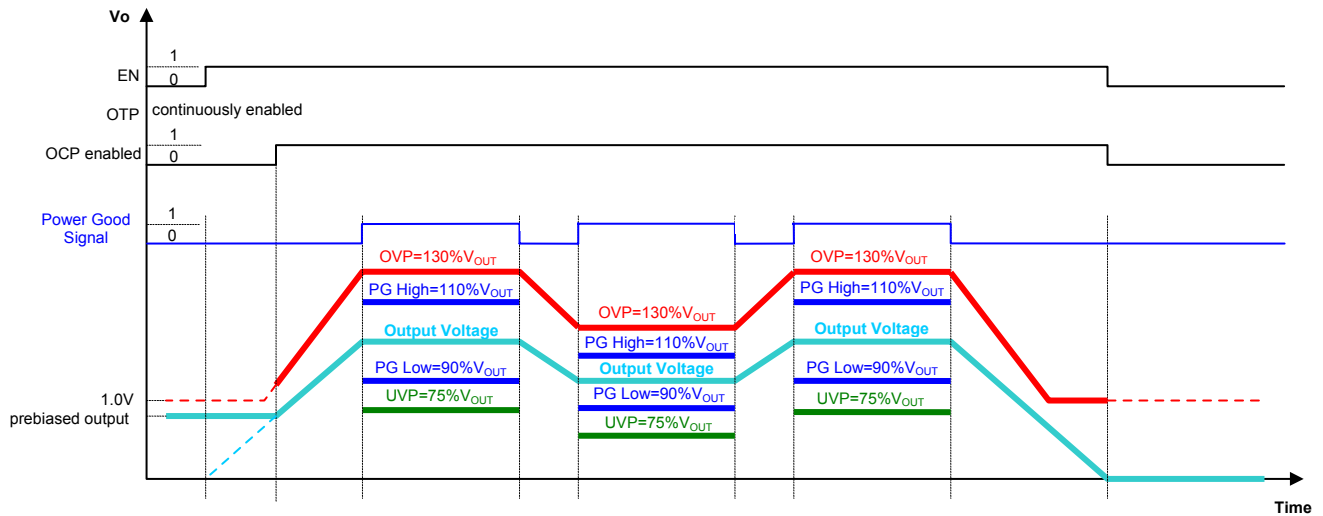 Vo
1
EN
0
OTP continuously enabled
1
OCP enabled
0
Power Good
Signal
1
0
OVP=130%VOUT
OVP=130%VOUT
PG High=110%VOUT
PG High=110%VOUT
OVP=130%VOUT
Output Voltage
Output Voltage
PG High=110%VOUT
PG Low=90%VOUT
Output Voltage
PG Low=90%VOUT
UVP=75%VOUT
PG Low=90%VOUT
UVP=75%VOUT
UVP=75%VOUT
1.0V
prebiased output
Time